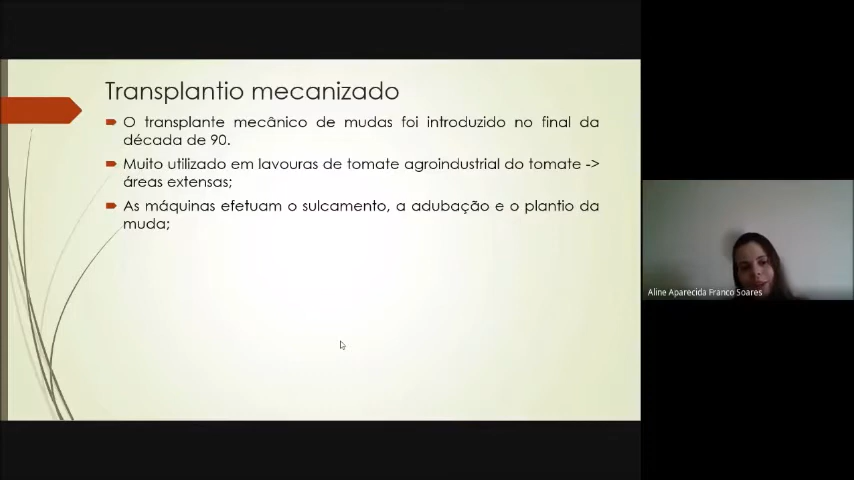 Transplantio mecanizado
O transplante mecânico de mudas foi introduzido no final da
década de 90.
Muito utilizado em lavouras de tomate agroindustrial do tomate ->
áreas extensas;
As máquinas efetuam o sulcamento, a adubação e o plantio da
muda;
Aline Aparecida Franco Soares